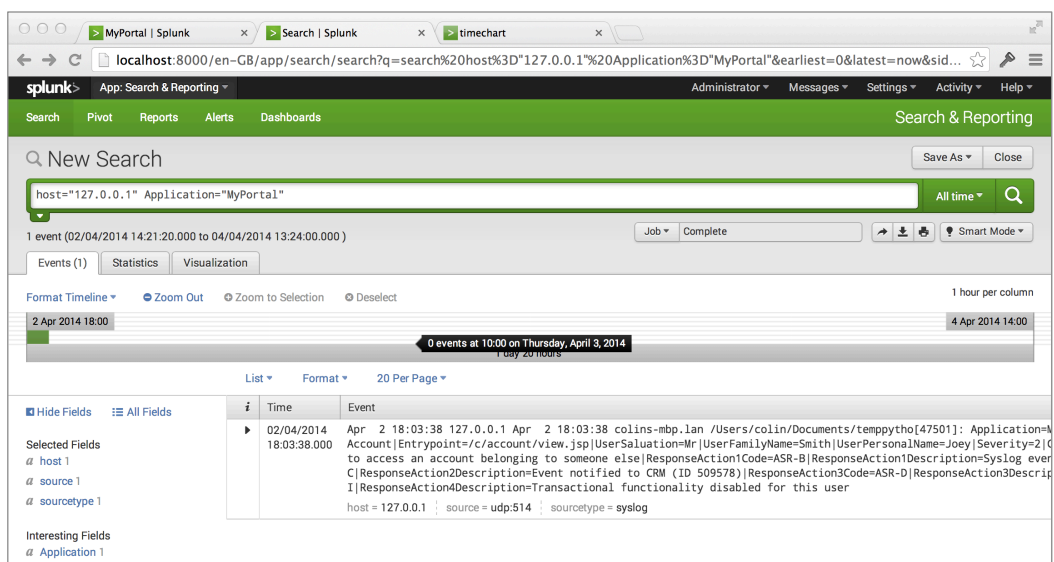 MyPortal | Splunk × Search | Splunk × timechart ×
localhost:8000/en-GB/app/search/search?q=search%20host%3D"127.0.0.1"%20Application%3D"MyPortal"&earliest=0&latest=now&sid...
splunk> App: Search & Reporting Administrator Messages Settings Activity Help
Search Pivot Reports Alerts Dashboards Search & Reporting
New Search Save As Close
host="127.0.0.1" Application="MyPortal" All time
1 event (02/04/2014 14:21:20.000 to 04/04/2014 13:24:00.000 ) Job Complete Smart Mode
Events (1) Statistics Visualization
Format Timeline Zoom Out Zoom to Selection Deselect 1 hour per column
2 Apr 2014 18:00 4 Apr 2014 14:00
0 events at 10:00 on Thursday, April 3, 2014
1 day 20 hours
List Format 20 Per Page
Hide Fields All Fields i Time Event
02/04/2014 Apr 2 18:03:38 127.0.0.1 Apr 2 18:03:38 colins-mbp.lan /Users/colin/Documents/temppytho[47501]: Application=M
18:03:38.000 Account|Entrypoint=/c/account/view.jsp|UserSaluation=Mr|UserFamilyName=Smith|UserPersonalName=Joey|Severity=2|C
to access an account belonging to someone else|ResponseAction1Code=ASR-B|ResponseAction1Description=Syslog even
C|ResponseAction2Description=Event notified to CRM (ID 509578)|ResponseAction3Code=ASR-D|ResponseAction3Descrip
I|ResponseAction4Description=Transactional functionality disabled for this user
host = 127.0.0.1 source = udp:514 sourcetype = syslog
Selected Fields
a host 1
a source 1
a sourcetype 1
Interesting Fields
a Application 1